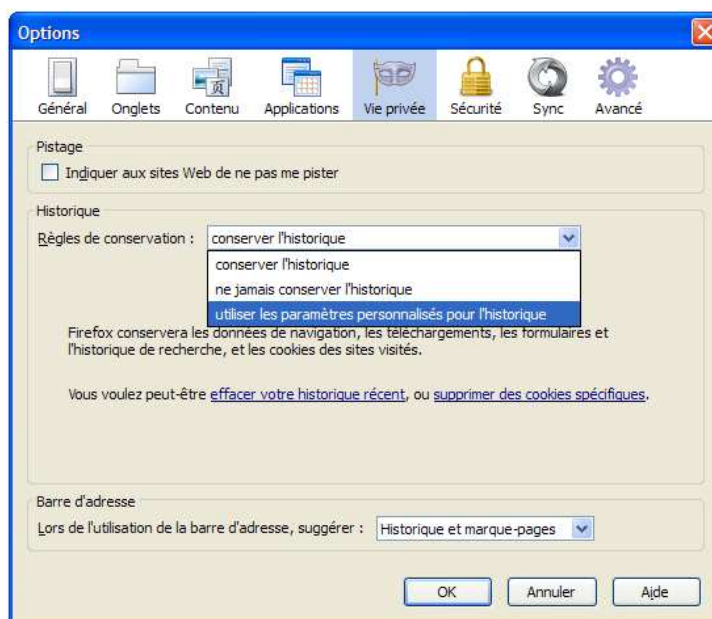 Options
Général Onglets Contenu Applications Vie privée Sécurité Sync Avancé
Pistage
Indiquer aux sites Web de ne pas me pister
Historique
Règles de conservation : conserver l'historique
conserver l'historique
ne jamais conserver l'historique
utiliser les paramètres personnalisés pour l'historique
Firefox conservera les données de navigation, les téléchargements, les formulaires et
l'historique de recherche, et les cookies des sites visités.
Vous voulez peut-être effacer votre historique récent, ou supprimer des cookies spécifiques.
Barre d'adresse
Lors de l'utilisation de la barre d'adresse, suggérer : Historique et marque-pages
OK Annuler Aide